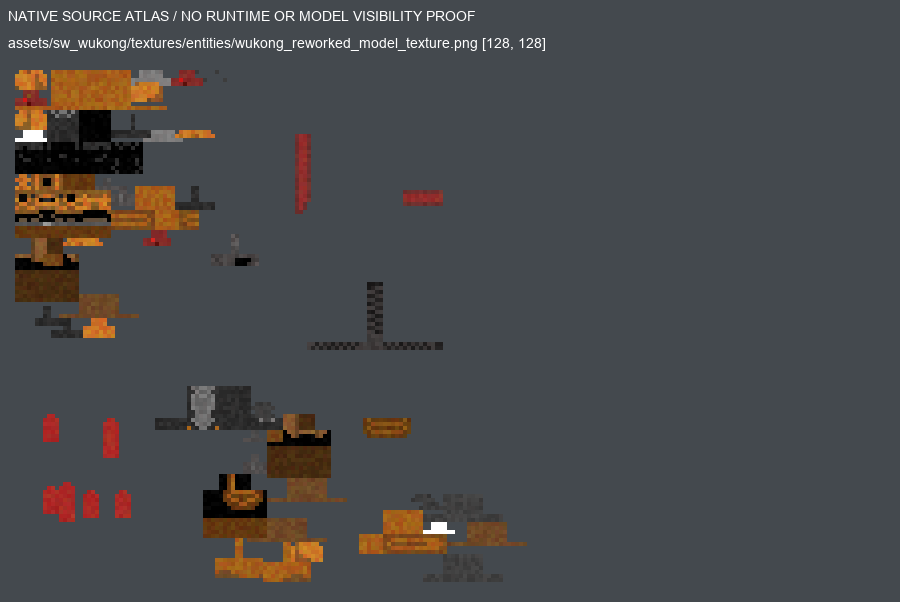 NATIVE SOURCE ATLAS / NO RUNTIME OR MODEL VISIBILITY PROOF
assets/sw_wukong/textures/entities/wukong_reworked_model_texture.png [128, 128]